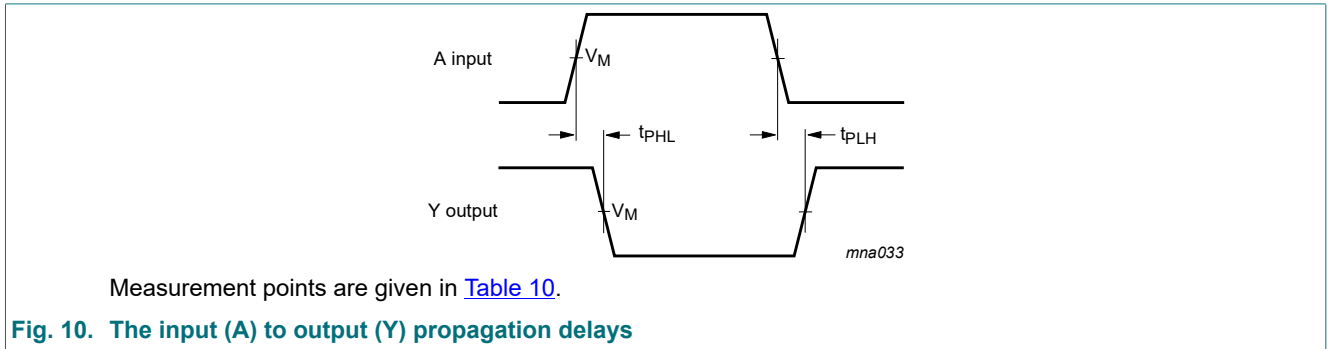 A input
VM
tPHL
tPLH
Y output
VM
mna033
Measurement points are given in Table 10.
Fig. 10. The input (A) to output (Y) propagation delays